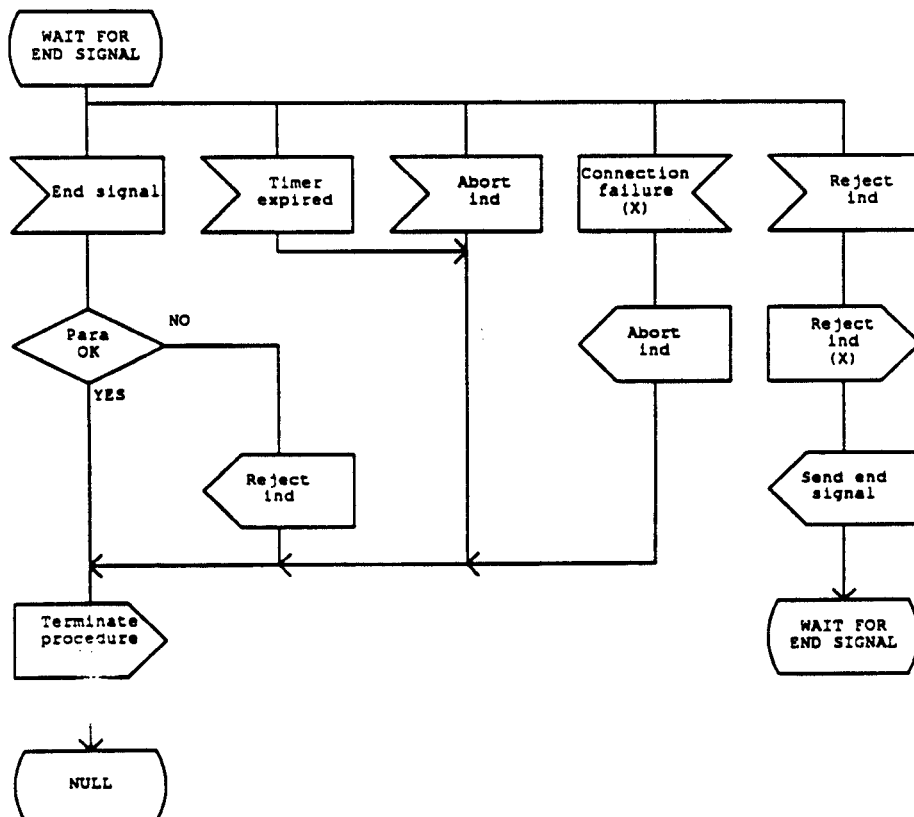 WAIT FOR
END SIGNAL
End signal
Timer
expired
Abort
ind
Connection
failure
(X)
Reject
ind
Para
OK
NO
YES
Abort
ind
Reject
ind
(X)
Reject
ind
Send end
signal
Terminate
procedure
WAIT FOR
END SIGNAL
NULL